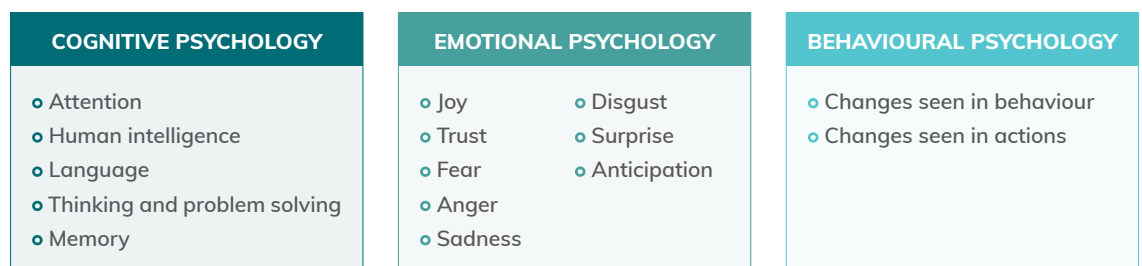 COGNITIVE PSYCHOLOGY
Attention
Human intelligence
Language
Thinking and problem solving
Memory
EMOTIONAL PSYCHOLOGY
Joy
Trust
Fear
Anger
Sadness
Disgust
Surprise
Anticipation
BEHAVIOURAL PSYCHOLOGY
Changes seen in behaviour
Changes seen in actions